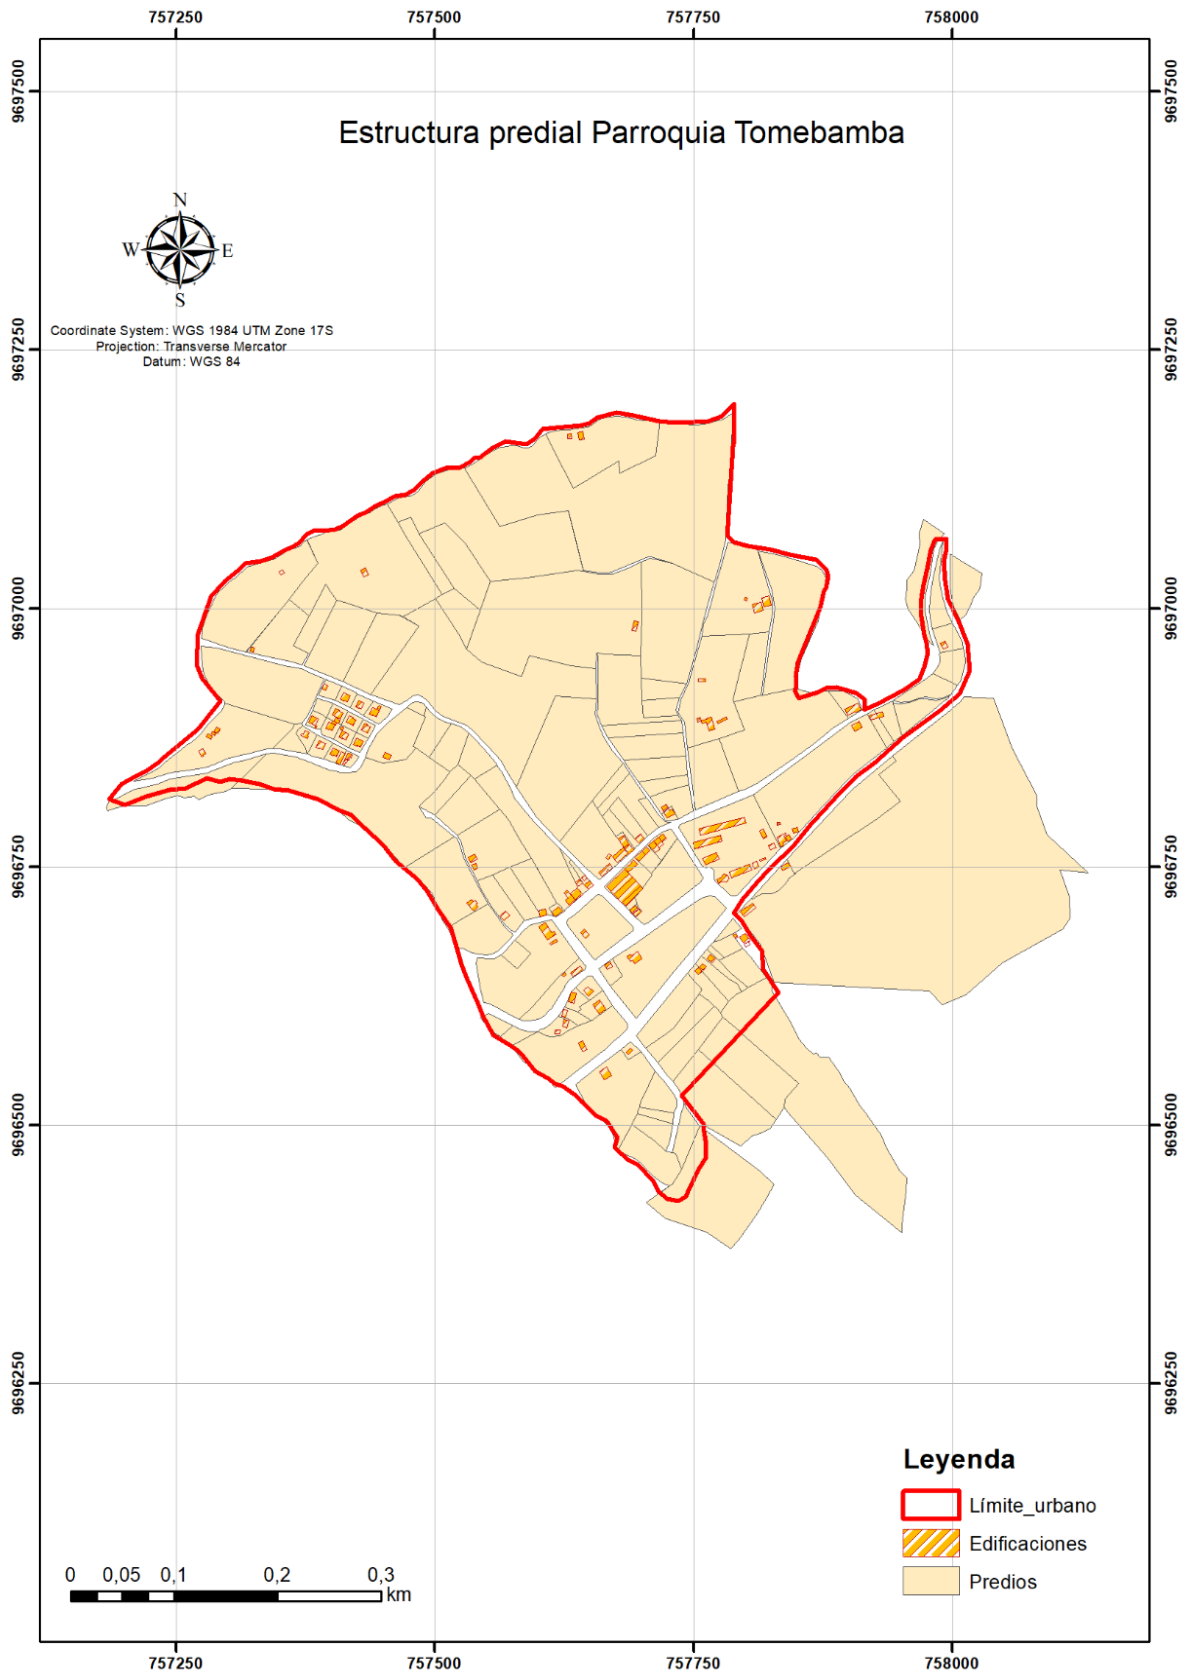 757250 757500 757750 758000
9697500 9697500
Estructura predial Parroquia Tomebamba
N
W E
S
Coordinate System: WGS 1984 UTM Zone 17S
Projection: Transverse Mercator
Datum: WGS 84
9697250 9697250
9697000 9697000
9696750 9696750
9696500 9696500
9696250 9696250
Leyenda
Límite_urbano
Edificaciones
Predios
0 0,05 0,1 0,2 0,3
km
757250 757500 757750 758000